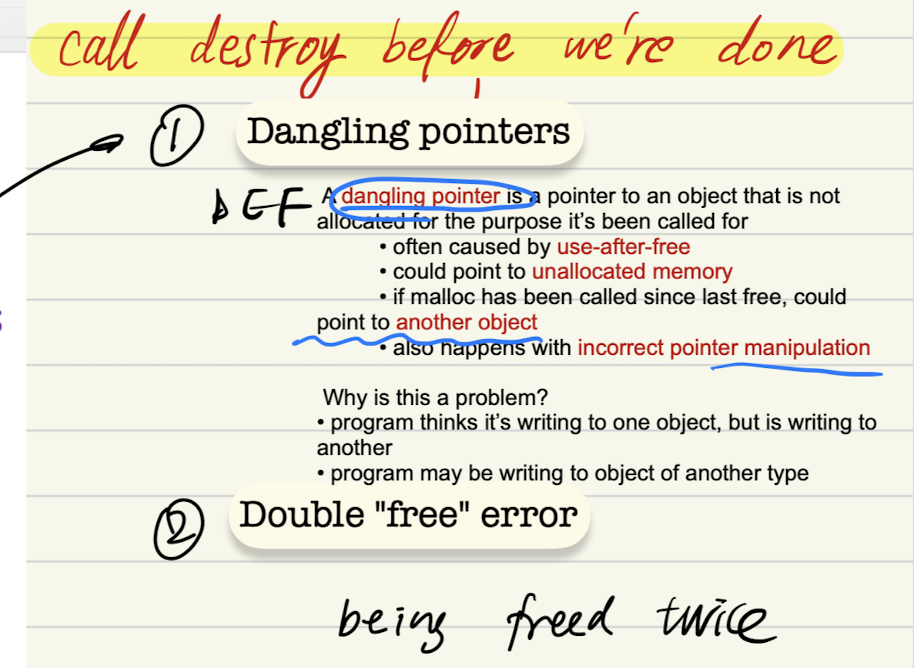 call destroy before we're done
① Dangling pointers
DEF A dangling pointer is a pointer to an object that is not
allocated for the purpose it's been called for
• often caused by use-after-free
• could point to unallocated memory
• if malloc has been called since last free, could
point to another object
• also happens with incorrect pointer manipulation
Why is this a problem?
• program thinks it's writing to one object, but is writing to
another
• program may be writing to object of another type
② Double "free" error
being freed twice